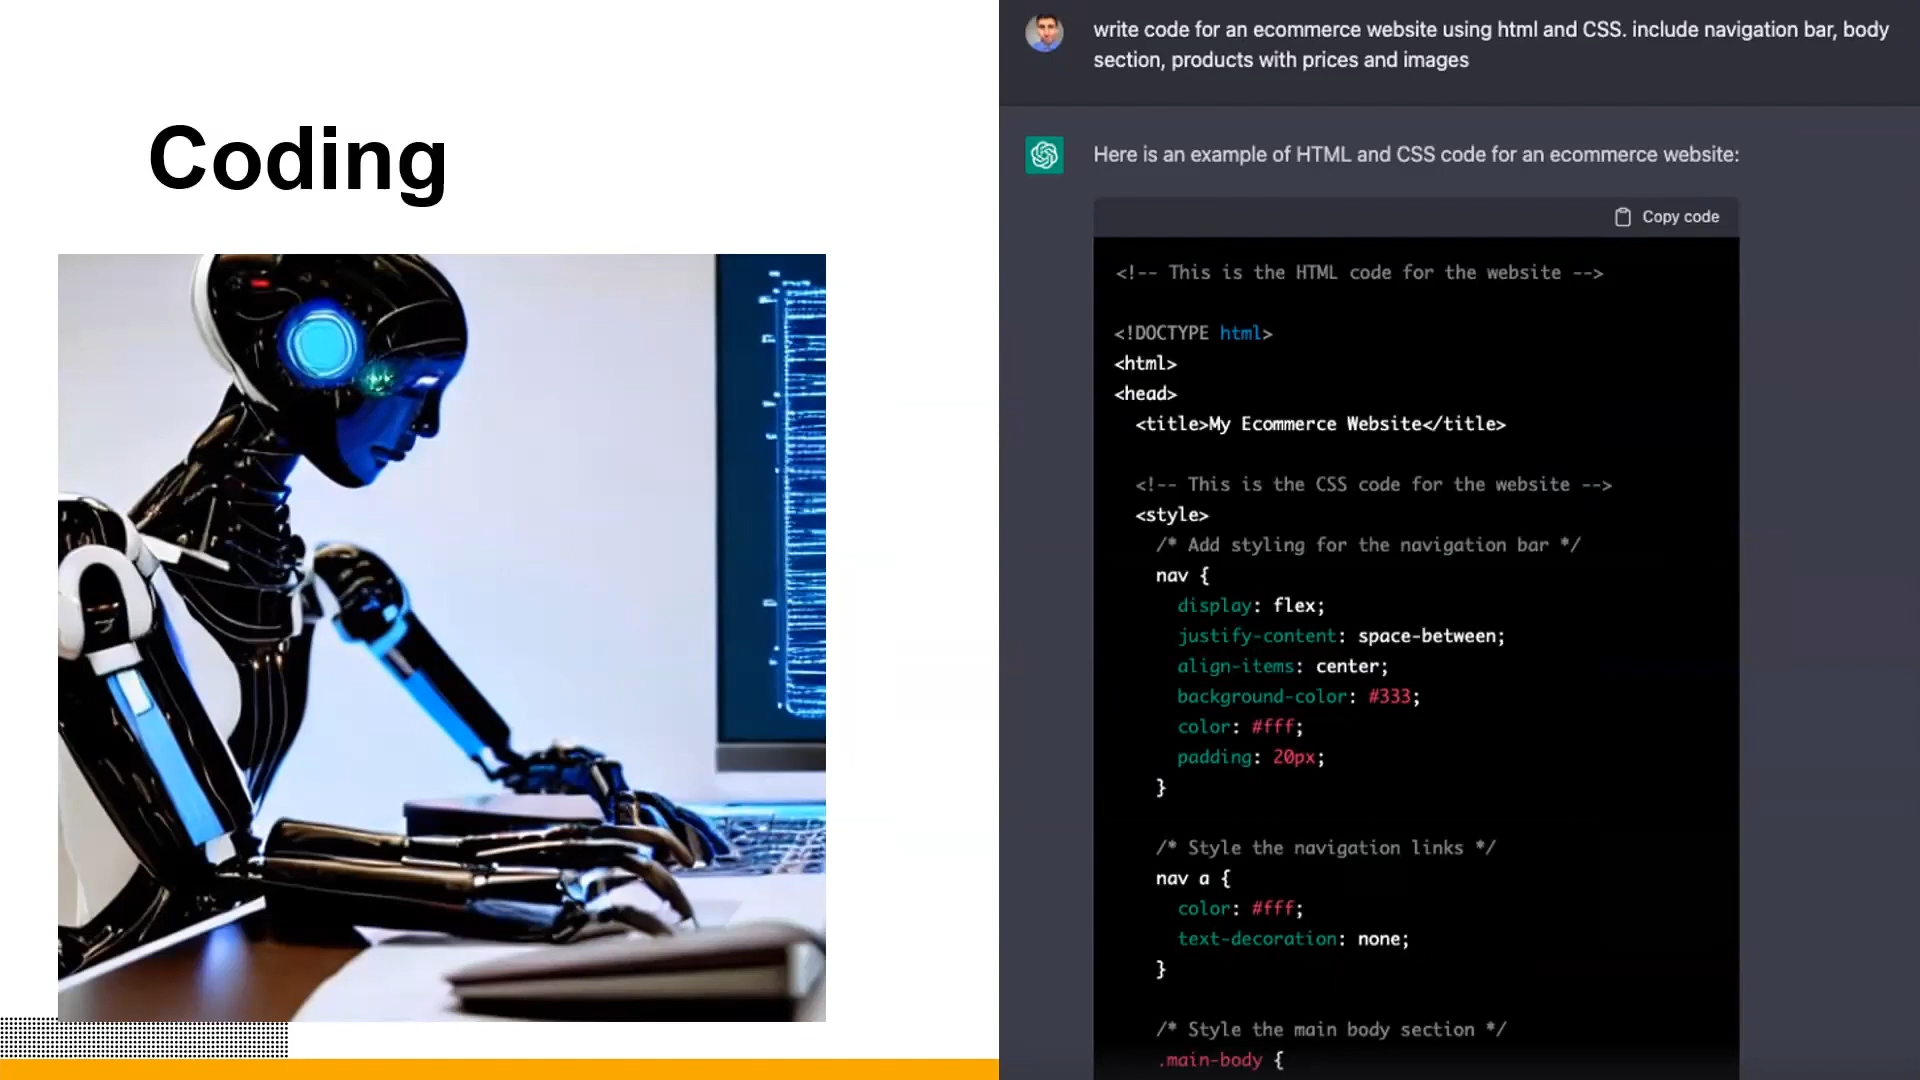 Coding
write code for an ecommerce website using html and CSS. include navigation bar, body
section, products with prices and images
Here is an example of HTML and CSS code for an ecommerce website:
Copy code
<!-- This is the HTML code for the website -->
<!DOCTYPE html>
<html>
<head>
<title>My Ecommerce Website</title>
<!-- This is the CSS code for the website -->
<style>
/* Add styling for the navigation bar */
nav {
display: flex;
justify-content: space-between;
align-items: center;
background-color: #333;
color: #fff;
padding: 20px;
}
/* Style the navigation links */
nav a {
color: #fff;
text-decoration: none;
}
/* Style the main body section */
.main-body {